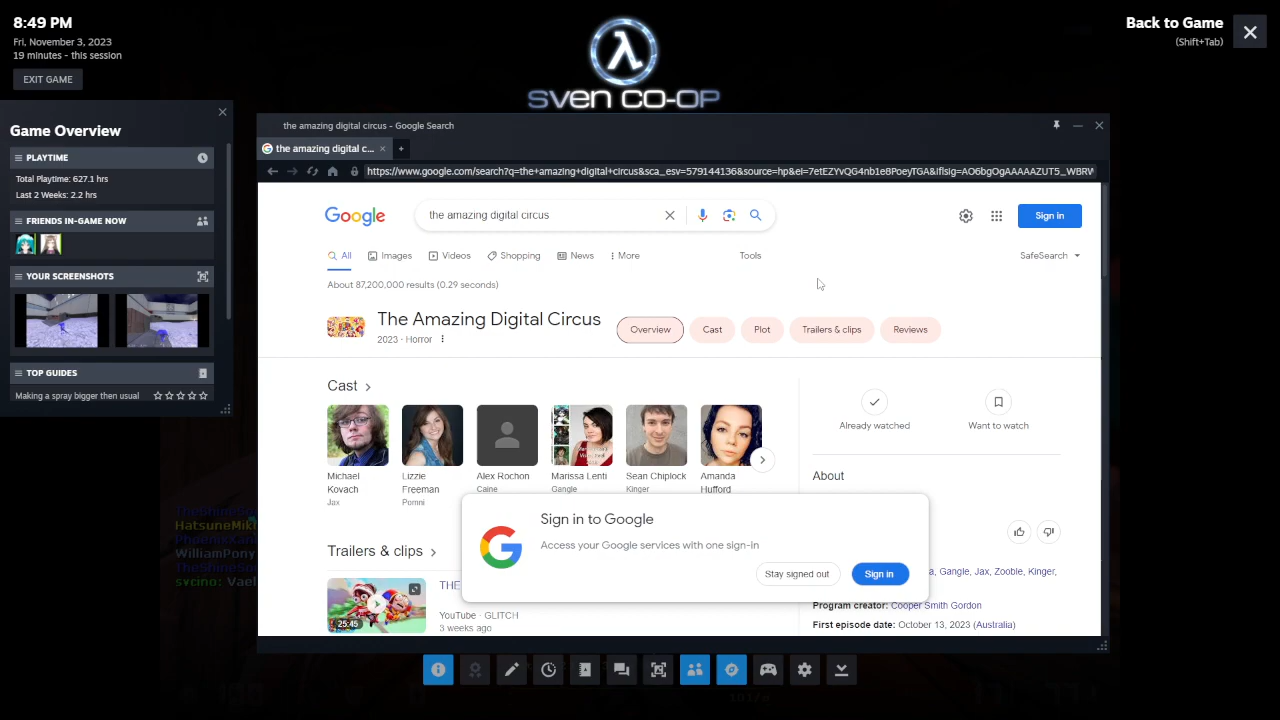 8:49 PM
Fri, November 3, 2023
19 minutes - this session
EXIT GAME
Back to Game
(Shift+Tab)
SVEN CO-OP
Game Overview
PLAYTIME
Total Playtime: 627.1 hrs
Last 2 Weeks: 2.2 hrs
FRIENDS IN-GAME NOW
YOUR SCREENSHOTS
TOP GUIDES
Making a spray bigger then usual
the amazing digital circus - Google Search
the amazing digital c...
https://www.google.com/search?q=the+amazing+digital+circus&sca_esv=579144136&source=hp&ei=7etEZYvQG4nb1e8PoeyTGA&iflsig=AO6bgOgAAAAAZUT5_WBRW
Google
the amazing digital circus
Sign in
All
Images
Videos
Shopping
News
More
Tools
SafeSearch
About 87,200,000 results (0.29 seconds)
The Amazing Digital Circus
2023 · Horror
Overview
Cast
Plot
Trailers & clips
Reviews
Cast
Michael Kovach
Jax
Lizzie Freeman
Pomni
Alex Rochon
Caine
Marissa Lenti
Gangle
Sean Chiplock
Kinger
Amanda Hufford
Already watched
Want to watch
About
Sign in to Google
Access your Google services with one sign-in
Stay signed out
Sign in
Trailers & clips
25:45
THE
YouTube · GLITCH
3 weeks ago
a, Gangle, Jax, Zooble, Kinger,
Program creator: Cooper Smith Gordon
First episode date: October 13, 2023 (Australia)
HatsuneMik
WilliamPony
svcino: Vael